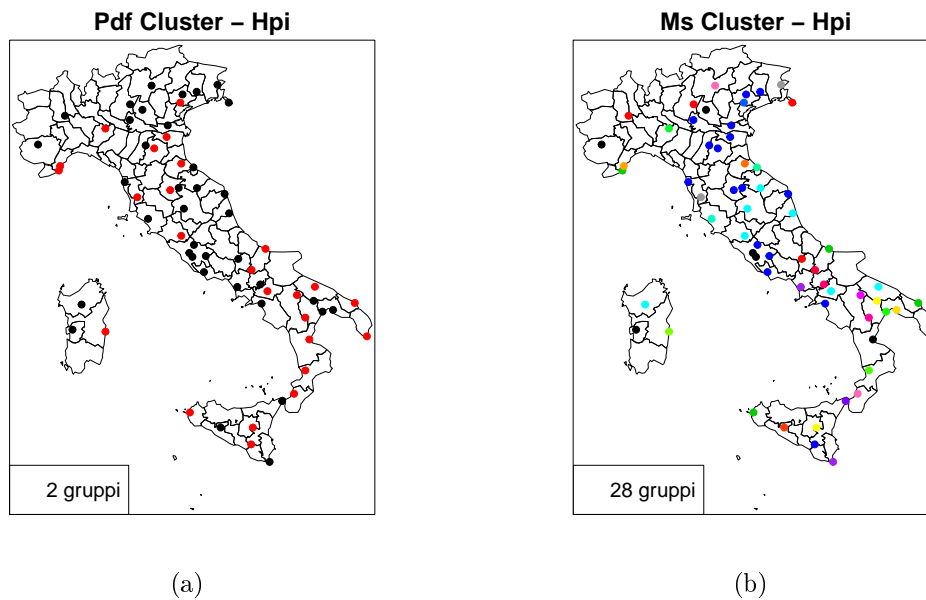 Pdf Cluster – Hpi
2 gruppi
(a)
Ms Cluster – Hpi
28 gruppi
(b)